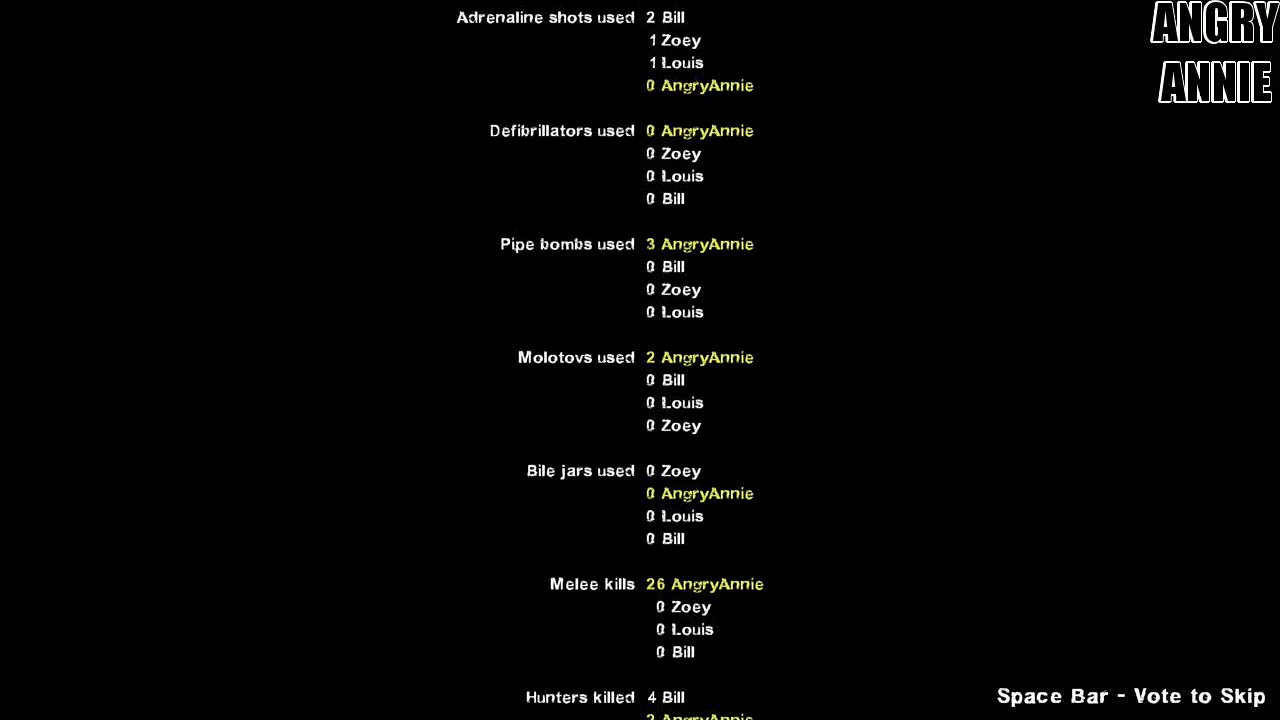 Adrenaline shots used 2 Bill
1 Zoey
1 Louis
0 AngryAnnie
Defibrillators used 0 AngryAnnie
0 Zoey
0 Louis
0 Bill
Pipe bombs used 3 AngryAnnie
0 Bill
0 Zoey
0 Louis
Molotovs used 2 AngryAnnie
0 Bill
0 Louis
0 Zoey
Bile jars used 0 Zoey
0 AngryAnnie
0 Louis
0 Bill
Melee kills 26 AngryAnnie
0 Zoey
0 Louis
0 Bill
Hunters killed 4 Bill
2 AngryAnnie
ANGRY
ANNIE
Space Bar - Vote to Skip